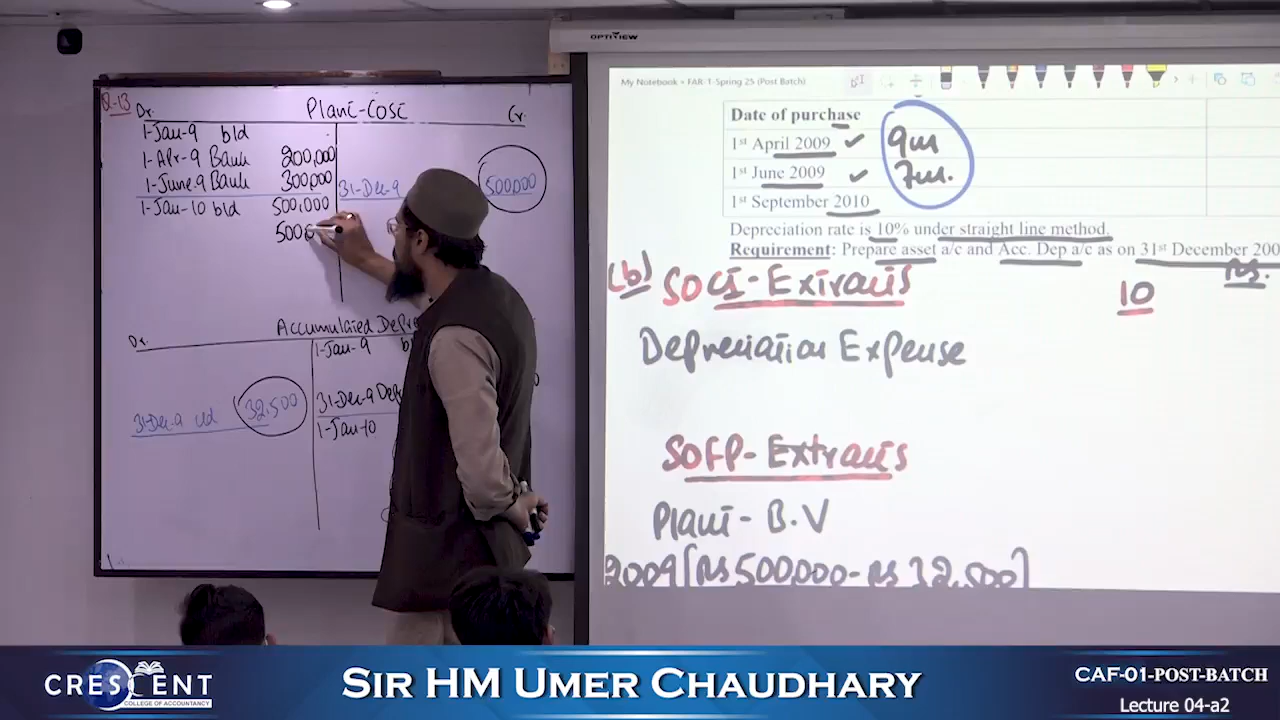 Q-13
Dr. Plant-Cost Cr.
1-Jan-9 b/d
1-Apr-9 Bank 200,000
1-June-9 Bank 300,000
31-Dec-9 500,000
1-Jan-10 b/d 500,000
500
Dr. Accumulated Depre
1-Jan-9 b
31-Dec-9 c/d 32,500
31-Dec-9 Dep
1-Jan-10
OPTIVIEW
My Notebook > FAR-1-Spring 25 (Post Batch)
Date of purchase
1st April 2009 9m
1st June 2009 7m.
1st September 2010
Depreciation rate is 10% under straight line method.
Requirement: Prepare asset a/c and Acc. Dep a/c as on 31st December 200
(b) SOCI-Extracts 10 Rs.
Depreciation Expense
SOFP-Extracts
Plant - B.V
2009 [Rs 500,000 - Rs 32,500]
CRESCENT
COLLEGE OF ACCOUNTANCY
SIR HM UMER CHAUDHARY
CAF-01-POST-BATCH
Lecture 04-a2